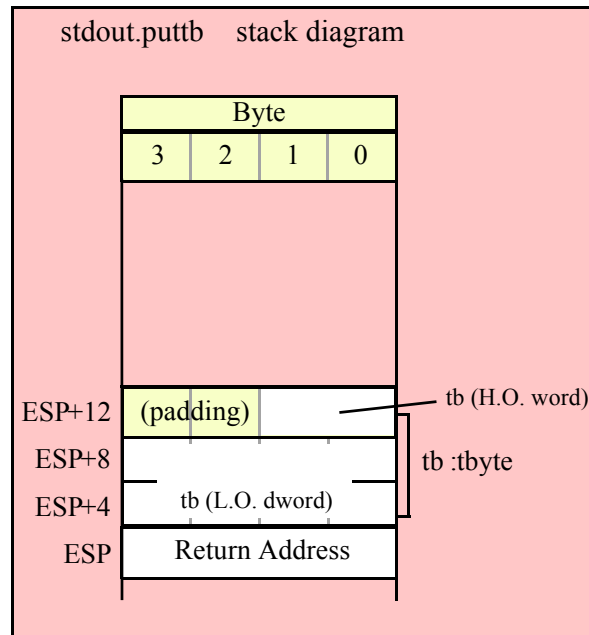 stdout.puttb stack diagram
Byte
3 2 1 0
tb (H.O. word)
ESP+12 (padding)
ESP+8 tb :tbyte
ESP+4 tb (L.O. dword)
ESP Return Address